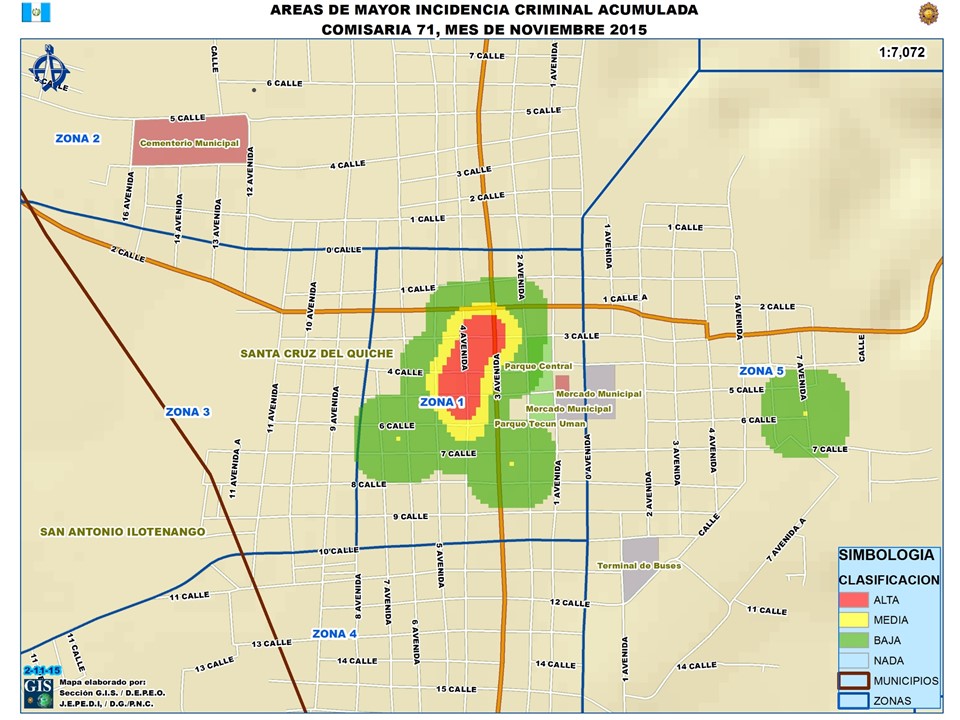 AREAS DE MAYOR INCIDENCIA CRIMINAL ACUMULADA
COMISARIA 71, MES DE NOVIEMBRE 2015
1:7,072
7 CALLE
CALLE
1 AVENIDA
6 CALLE
5 CALLE
5 CALLE
5 CALLE
ZONA 2
Cementerio Municipal
12 AVENIDA
4 CALLE
3 CALLE
16 AVENIDA
14 AVENIDA
13 AVENIDA
2 CALLE
1 CALLE
1 AVENIDA
1 CALLE
0 CALLE
2 CALLE
2 AVENIDA
1 CALLE
10 AVENIDA
1 CALLE A
5 AVENIDA
2 CALLE
4 AVENIDA
3 CALLE
CALLE
SANTA CRUZ DEL QUICHE
4 CALLE
3 AVENIDA
Parque Central
ZONA 5
7 AVENIDA
11 AVENIDA
9 AVENIDA
Mercado Municipal
5 CALLE
ZONA 3
ZONA 1
Mercado Municipal
6 CALLE
6 CALLE
Parque Tecun Uman
7 CALLE
7 CALLE
11 AVENIDA A
0 AVENIDA
3 AVENIDA
4 AVENIDA
8 CALLE
1 AVENIDA
2 AVENIDA
9 CALLE
CALLE
SAN ANTONIO ILOTENANGO
7 AVENIDA A
10 CALLE
5 AVENIDA
SIMBOLOGIA
Terminal de Buses
CLASIFICACION
11 CALLE
8 AVENIDA
7 AVENIDA
12 CALLE
11 CALLE
ALTA
MEDIA
ZONA 4
6 AVENIDA
BAJA
13 CALLE
1 AVENIDA
11 CALLE
11
13 CALLE
14 CALLE
14 CALLE
14 CALLE
NADA
2-11-15
MUNICIPIOS
GIS
Mapa elaborado por:
Sección G.I.S. / D.E.P.E.O.
J.E.PE.D.I, / D.G./P.N.C.
15 CALLE
ZONAS